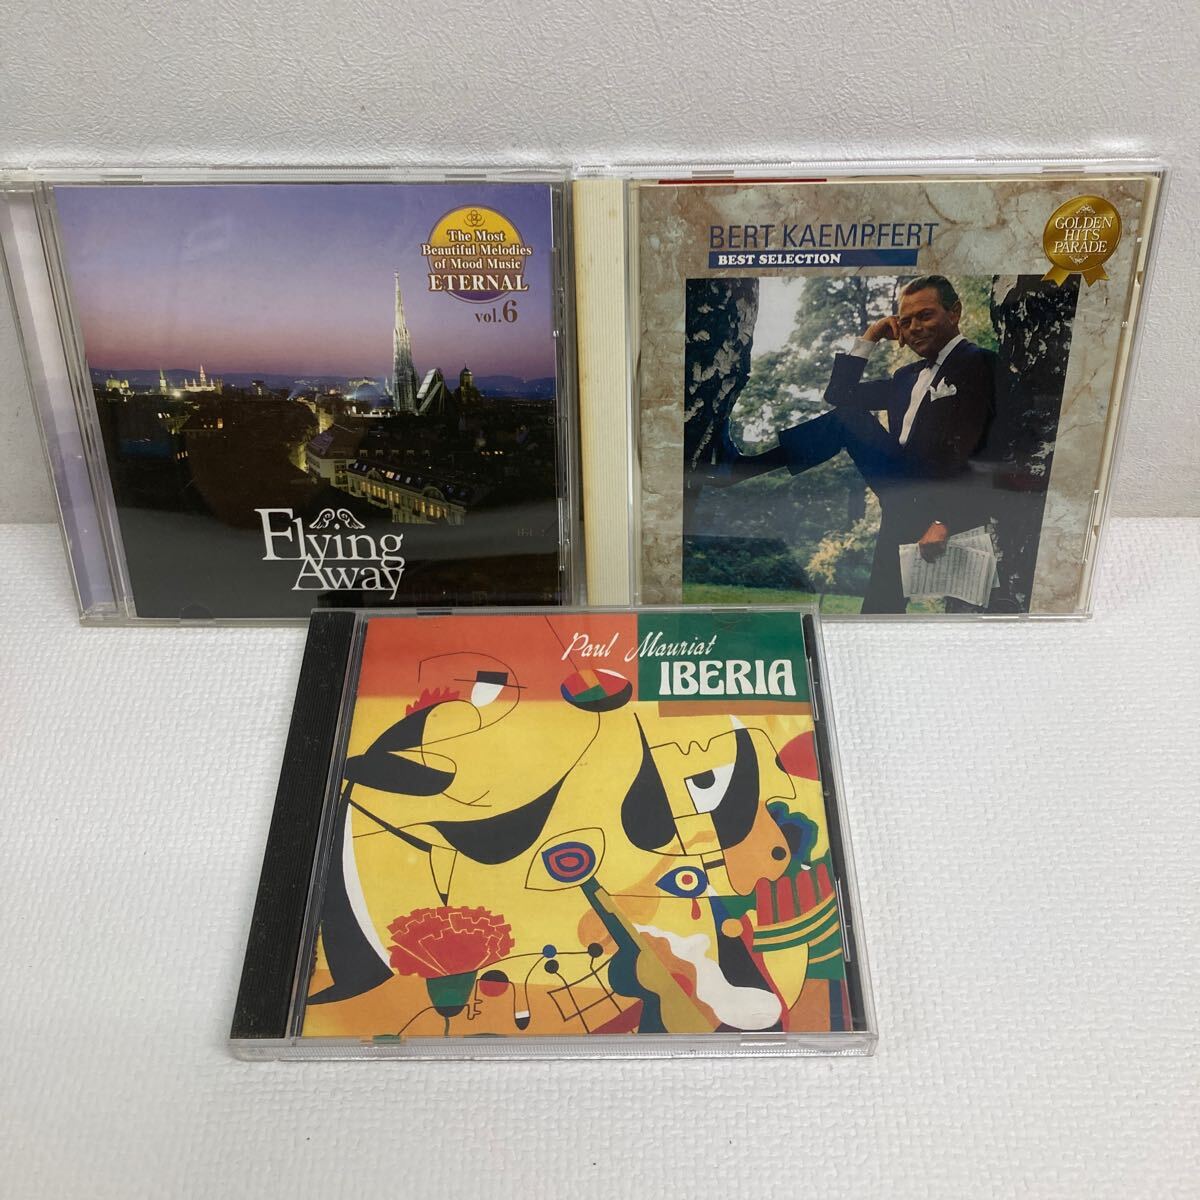 The Most
Beautiful Melodies
of Mood Music
ETERNAL
vol.6
Flying
Away
BERT KAEMPFERT
BEST SELECTION
GOLDEN
HITS
PARADE
Paul Mauriat
IBERIA